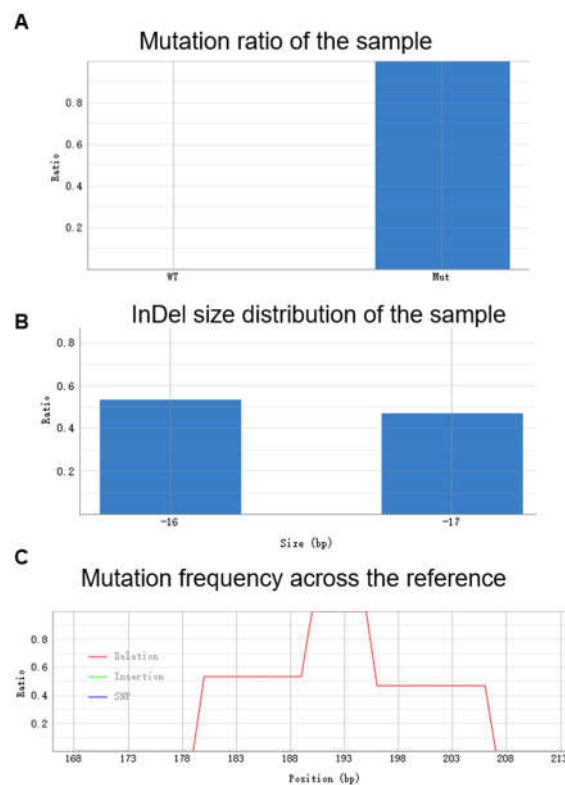 A
Mutation ratio of the sample
0.8
0.6
0.4
0.2
Ratio
WT
Mut
B
InDel size distribution of the sample
0.8
0.6
0.4
0.2
Ratio
-16
-17
Size (bp)
C
Mutation frequency across the reference
0.8
0.6
0.4
0.2
Ratio
Deletion
Insertion
SNP
168 173 178 183 188 193 198 203 208 213
Position (bp)